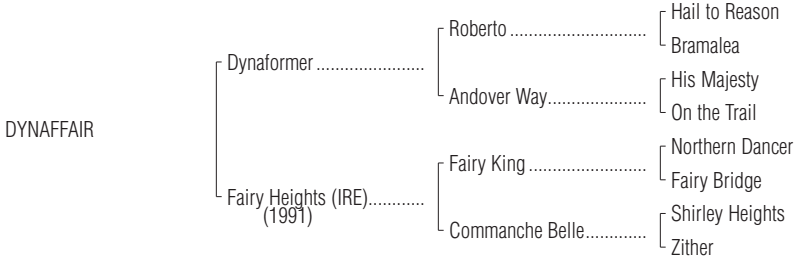 Hail to Reason
Roberto ............................
Bramalea
Dynaformer .......................
His Majesty
Andover Way.....................
On the Trail
DYNAFFAIR
Northern Dancer
Fairy King .........................
Fairy Bridge
Fairy Heights (IRE)............
(1991)
Shirley Heights
Commanche Belle.............
Zither